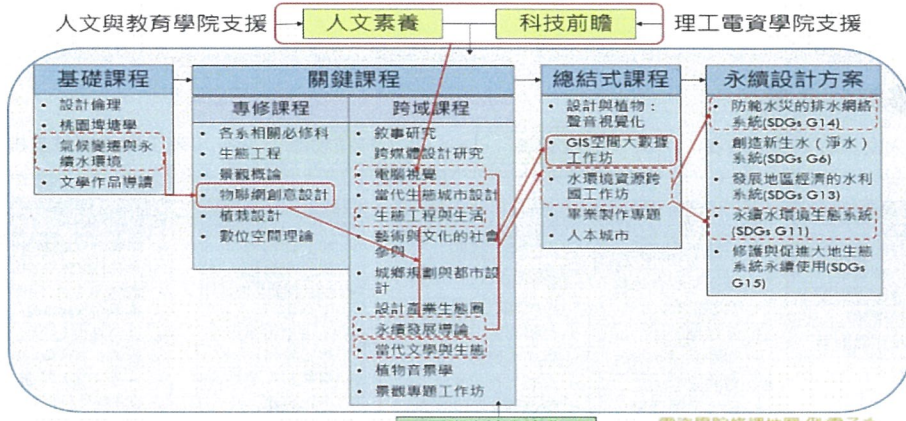 人文與教育學院支援
人文素養
科技前瞻
理工電資學院支援
基礎課程
• 設計倫理
• 桃園埤塘學
• 氣候變遷與永
續水環境
• 文學作品導讀
關鍵課程
專修課程
• 各系相關必修科
• 生態工程
• 景觀概論
• 物聯網創意設計
• 植栽設計
• 數位空間理論
跨域課程
• 敘事研究
• 跨媒體設計研究
• 電腦視覺
• 當代生態城市設計
• 生態工程與生活
• 藝術與文化的社會
參與
• 城鄉規劃與都市設
計
• 設計產業生態圈
• 永續發展導論
• 當代文學與生態
• 植物音景學
• 景觀專題工作坊
總結式課程
• 設計與植物：
聲音視覺化
• GIS空間大數據
工作坊
• 水環境資源跨
國工作坊
• 畢業製作專題
• 人本城市
永續設計方案
• 防範水災的排水網絡
系統(SDGs G14)
• 創造新生水（淨水）
系統(SDGs G6)
• 發展地區經濟的水利
系統(SDGs G13)
• 永續水環境生態系統
(SDGs G11)
• 修護與促進大地生態
系統永續使用(SDGs
G15)